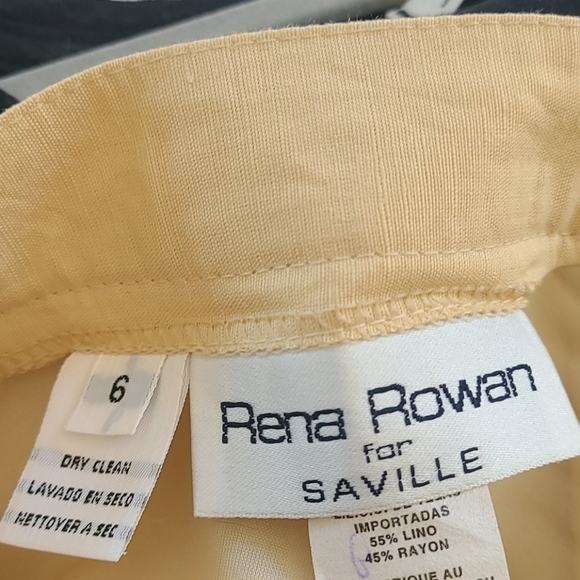 6
DRY CLEAN
LAVADO EN SECO
NETTOYER A SEC
Rena Rowan
for
SAVILLE
IMPORTADAS
55% LINO
45% RAYON